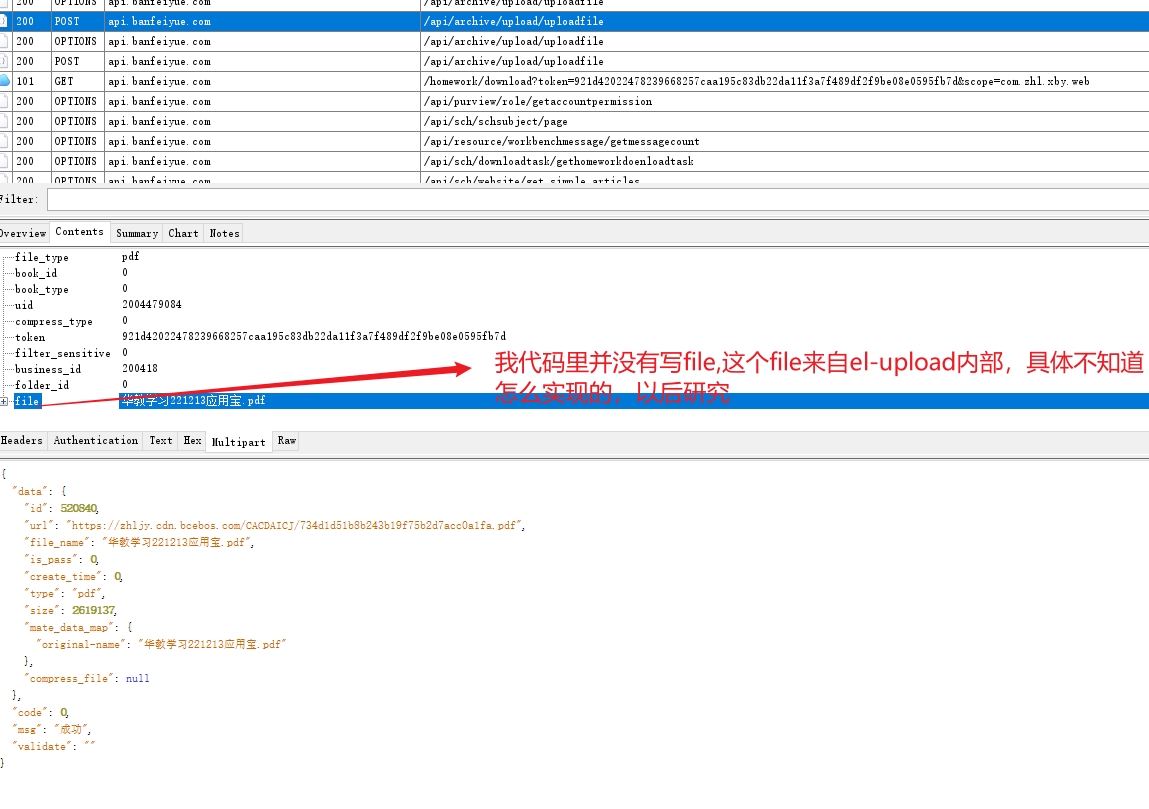 200 OPTIONS api.banfeiyue.com /api/archive/upload/uploadfile
200 POST api.banfeiyue.com /api/archive/upload/uploadfile
200 OPTIONS api.banfeiyue.com /api/archive/upload/uploadfile
200 POST api.banfeiyue.com /api/archive/upload/uploadfile
101 GET api.banfeiyue.com /homework/download?token=921d42022478239668257caa195c83db22da11f3a7f489df2f9be08e0595fb7d&scope=com.zhl.xby.web
200 OPTIONS api.banfeiyue.com /api/purview/role/getaccountpermission
200 OPTIONS api.banfeiyue.com /api/sch/schsubject/page
200 OPTIONS api.banfeiyue.com /api/resource/workbenchmessage/getmessagecount
200 OPTIONS api.banfeiyue.com /api/sch/downloadtask/gethomeworkdoenloadtask
200 OPTIONS api.banfeiyue.com /api/sch/website/get_simple_articles
Filter:
Overview Contents Summary Chart Notes
file_type pdf
book_id 0
book_type 0
uid 2004479084
compress_type 0
token 921d42022478239668257caa195c83db22da11f3a7f489df2f9be08e0595fb7d
filter_sensitive 0
business_id 200418
folder_id 0
file 华教学习221213应用宝.pdf
我代码里并没有写file,这个file来自el-upload内部，具体不知道
怎么实现的，以后研究
Headers Authentication Text Hex Multipart Raw
{
"data": {
"id": 520840,
"url": "https://zhljy.cdn.bcebos.com/CACDAICJ/734d1d51b8b243b19f75b2d7acc0a1fa.pdf",
"file_name": "华教学习221213应用宝.pdf",
"is_pass": 0,
"create_time": 0,
"type": "pdf",
"size": 2619137,
"mate_data_map": {
"original-name": "华教学习221213应用宝.pdf"
},
"compress_file": null
},
"code": 0,
"msg": "成功",
"validate": ""
}